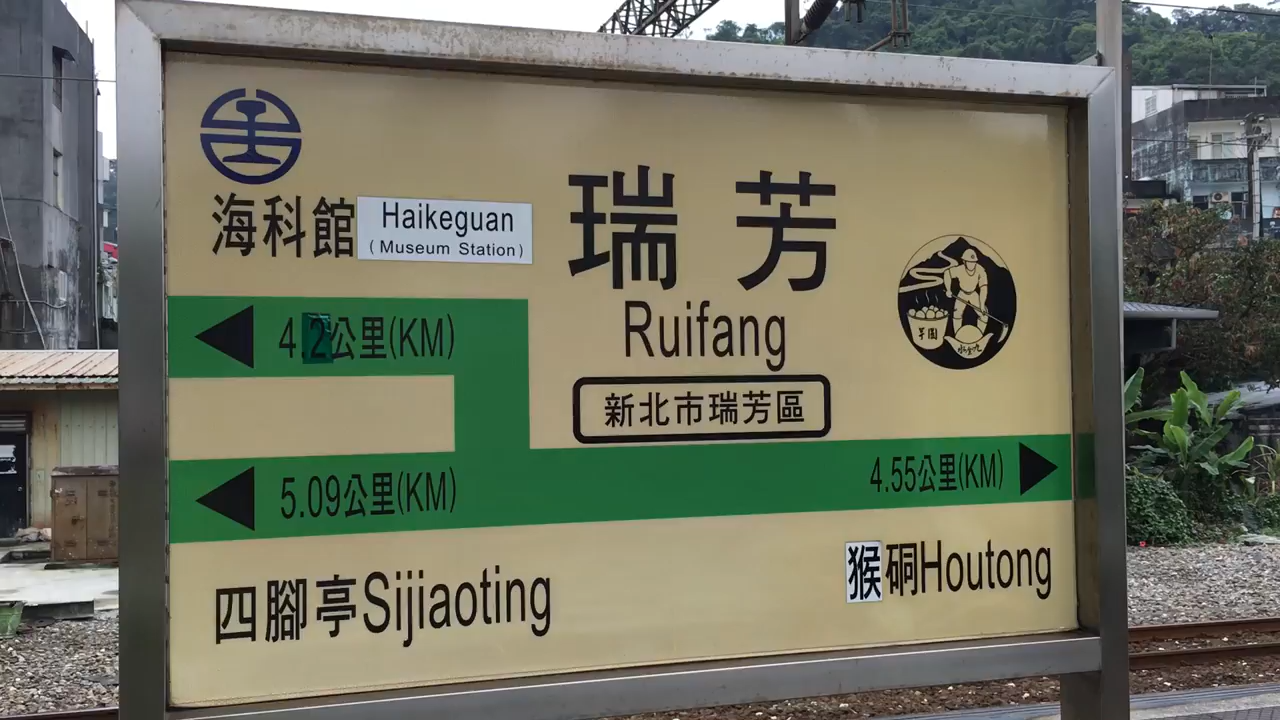 海科館
Haikeguan
(Museum Station)
瑞芳
Ruifang
新北市瑞芳區
芋圓
4.2公里(KM)
5.09公里(KM)
4.55公里(KM)
四腳亭Sijiaoting
猴硐Houtong